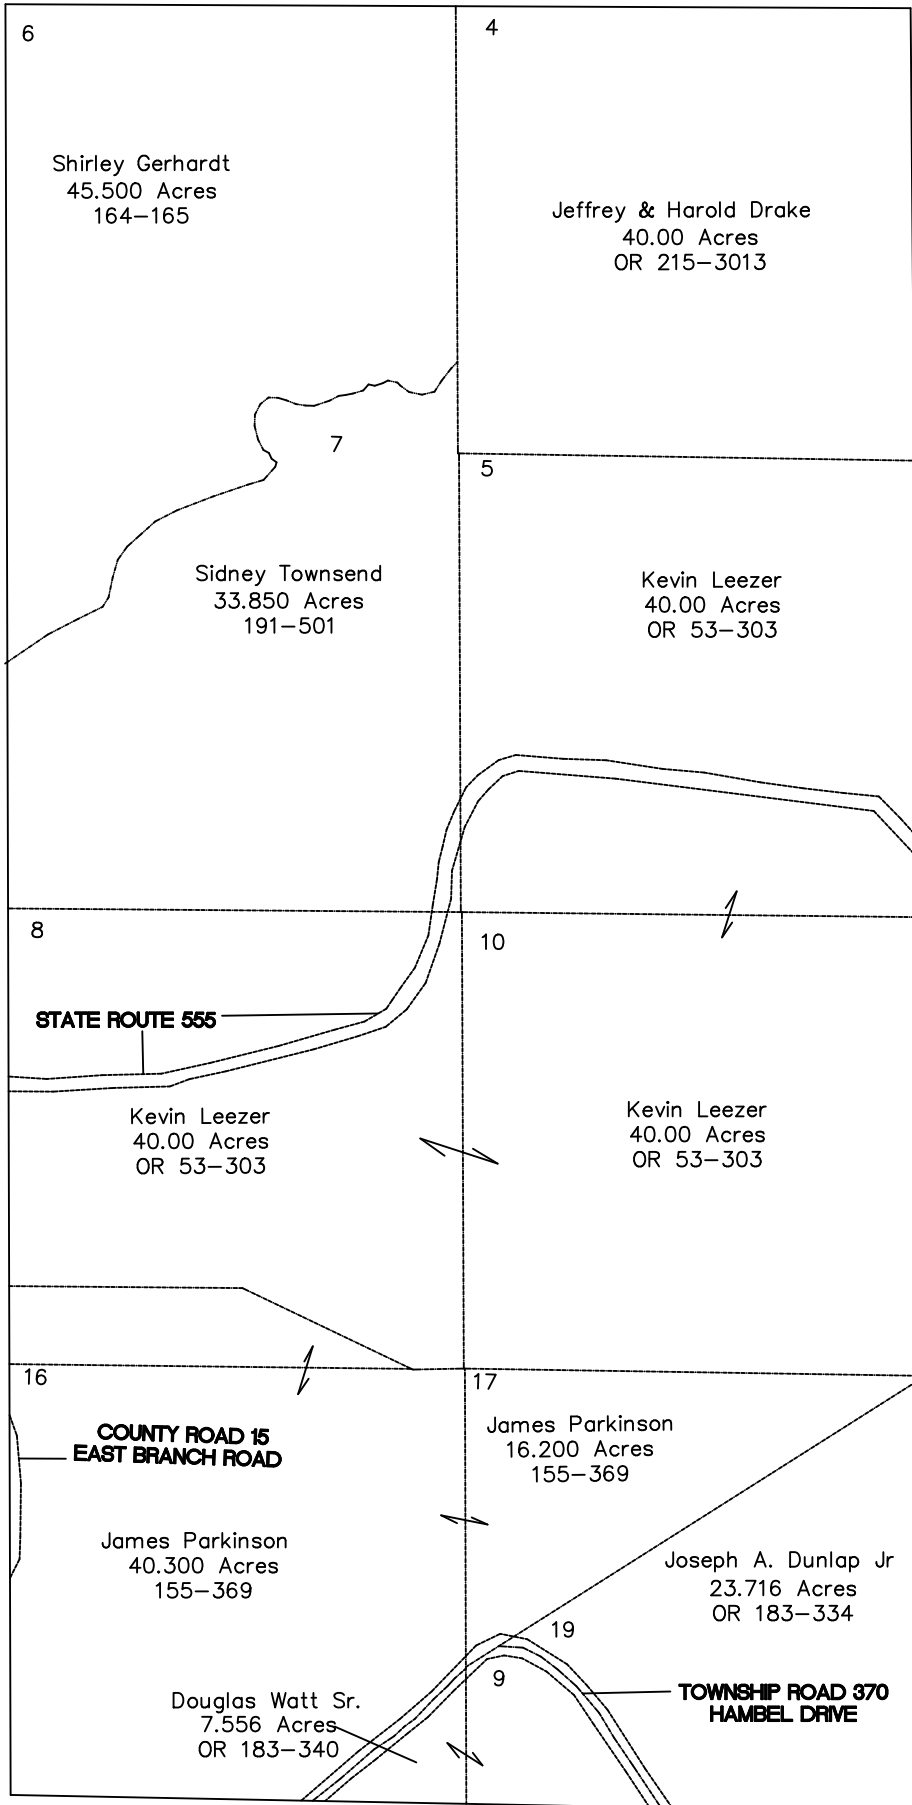 6
4
Shirley Gerhardt
45.500 Acres
164-165
Jeffrey & Harold Drake
40.00 Acres
OR 215-3013
7
5
Sidney Townsend
33.850 Acres
191-501
Kevin Leezer
40.00 Acres
OR 53-303
8
10
STATE ROUTE 555
Kevin Leezer
40.00 Acres
OR 53-303
Kevin Leezer
40.00 Acres
OR 53-303
16
17
COUNTY ROAD 15
EAST BRANCH ROAD
James Parkinson
16.200 Acres
155-369
James Parkinson
40.300 Acres
155-369
Joseph A. Dunlap Jr
23.716 Acres
OR 183-334
19
9
TOWNSHIP ROAD 370
HAMBEL DRIVE
Douglas Watt Sr.
7.556 Acres
OR 183-340